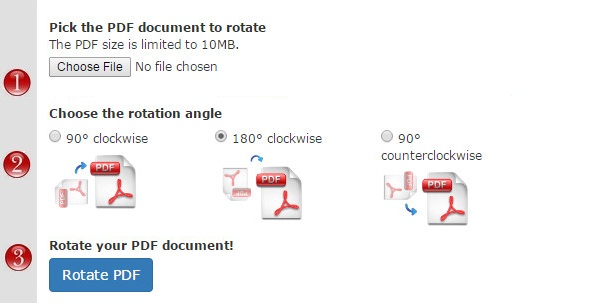 Pick the PDF document to rotate
The PDF size is limited to 10MB.
Choose File No file chosen
1
Choose the rotation angle
90° clockwise 180° clockwise 90° counterclockwise
2
PDF PDF PDF PDF PDF PDF
Rotate your PDF document!
3
Rotate PDF